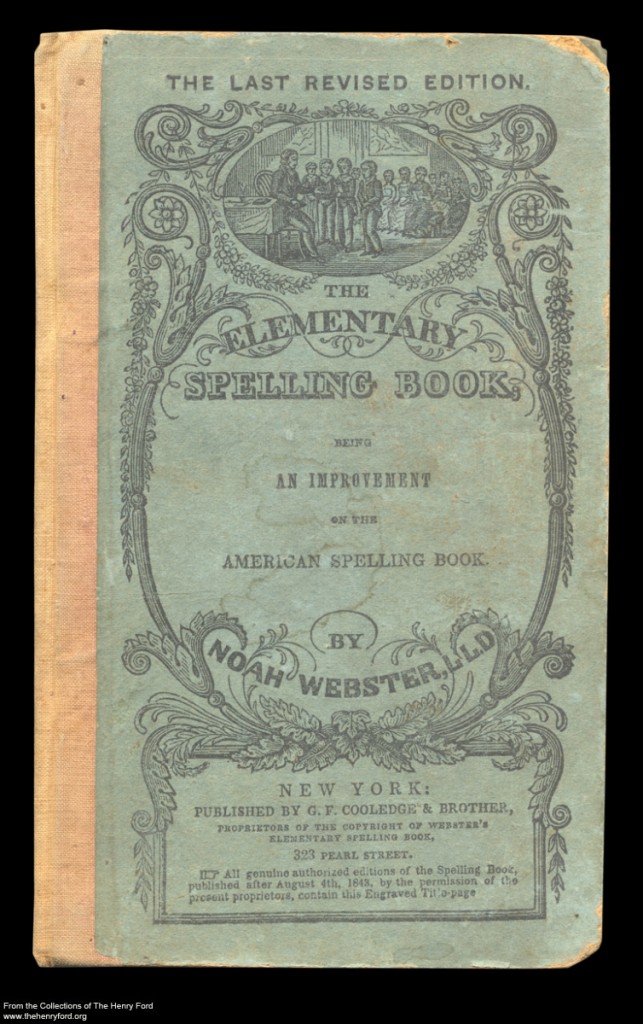 THE LAST REVISED EDITION.
THE
ELEMENTARY
SPELLING BOOK;
BEING
AN IMPROVEMENT
ON THE
AMERICAN SPELLING BOOK.
BY
NOAH WEBSTER, LL.D
NEW YORK:
PUBLISHED BY G. F. COOLEDGE & BROTHER,
PROPRIETORS OF THE COPYRIGHT OF WEBSTER'S
ELEMENTARY SPELLING BOOK,
323 PEARL STREET.
☞ All genuine authorized editions of the Spelling Book,
published after August 4th, 1843, by the permission of the
present proprietors, contain this Engraved Title-page
From the Collections of The Henry Ford
www.thehenryford.org